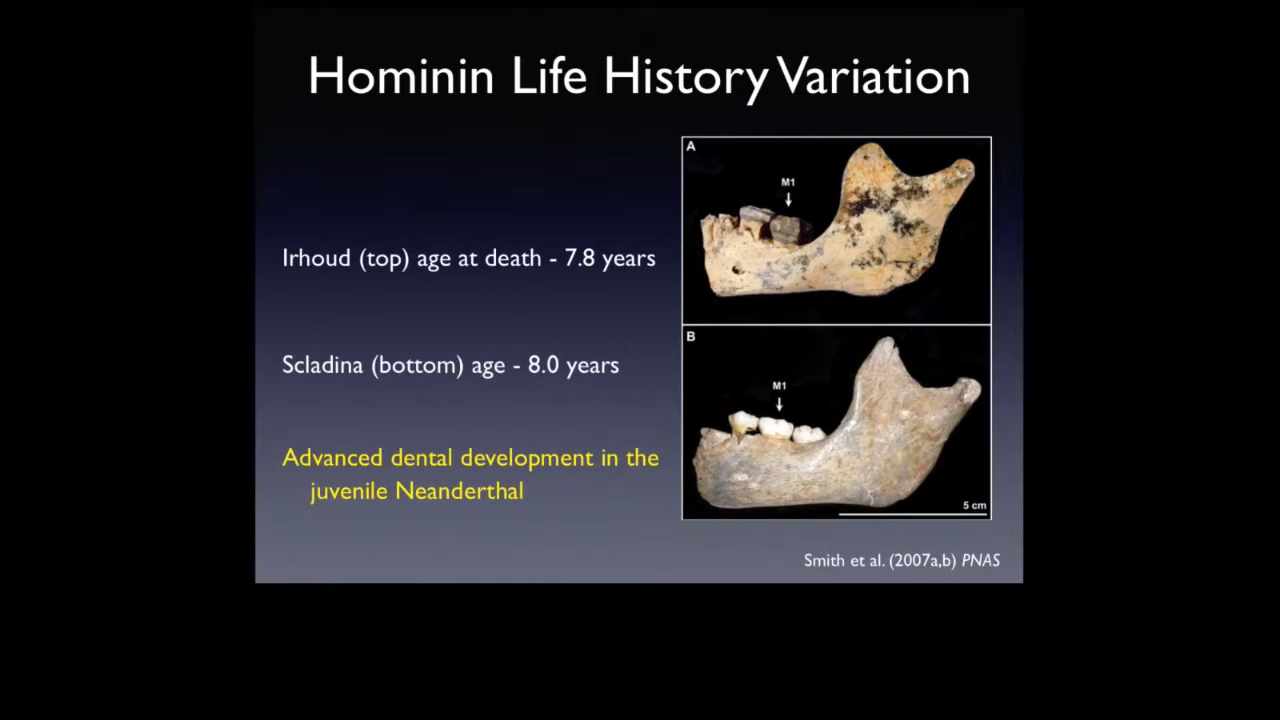 Hominin Life History Variation
A
M1
Irhoud (top) age at death - 7.8 years
B
Scladina (bottom) age - 8.0 years
M1
Advanced dental development in the
juvenile Neanderthal
5 cm
Smith et al. (2007a,b) PNAS